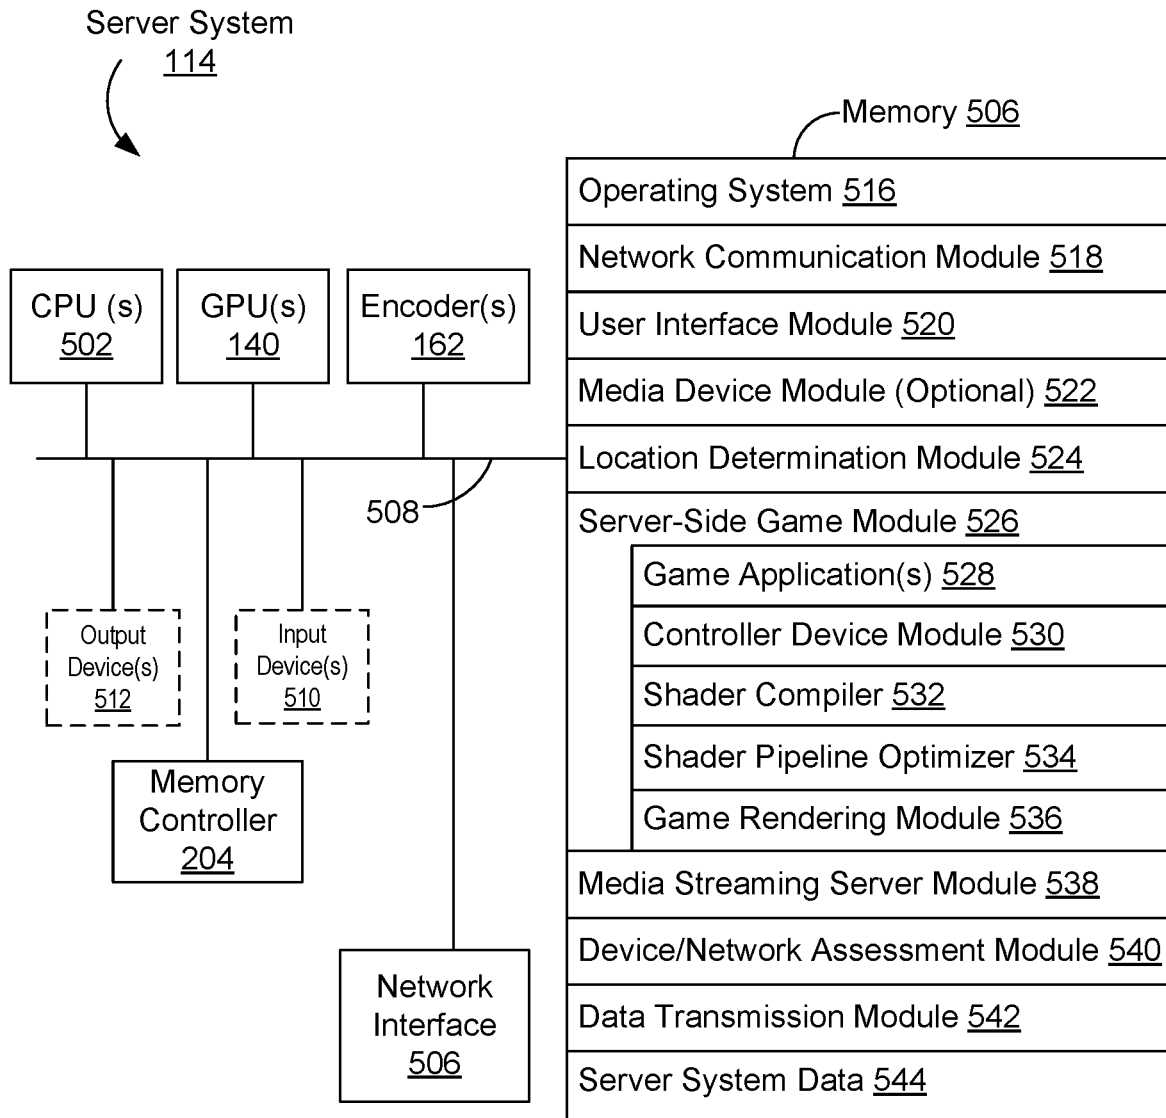 Server System
114
Memory 506
Operating System 516
Network Communication Module 518
CPU (s)
502
GPU(s)
140
Encoder(s)
162
User Interface Module 520
Media Device Module (Optional) 522
Location Determination Module 524
508
Server-Side Game Module 526
Game Application(s) 528
Controller Device Module 530
Shader Compiler 532
Shader Pipeline Optimizer 534
Game Rendering Module 536
Output
Device(s)
512
Input
Device(s)
510
Memory
Controller
204
Media Streaming Server Module 538
Device/Network Assessment Module 540
Data Transmission Module 542
Server System Data 544
Network
Interface
506